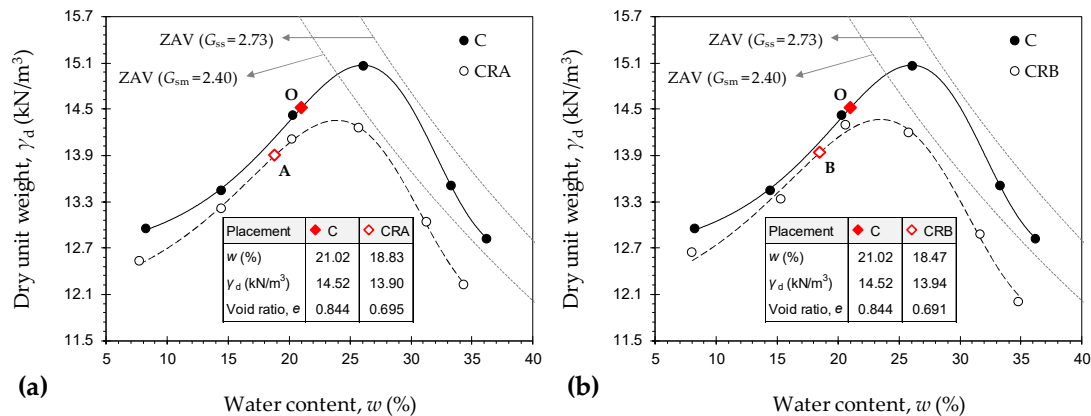 15.7
15.1
14.5
13.9
13.3
12.7
12.1
11.5
Dry unit weight, γd (kN/m³)
ZAV (Gss = 2.73)
ZAV (Gsm = 2.40)
C
CRA
O
A
Placement C CRA
w (%) 21.02 18.83
γd (kN/m³) 14.52 13.90
Void ratio, e 0.844 0.695
5 10 15 20 25 30 35 40
(a)
Water content, w (%)
15.7
15.1
14.5
13.9
13.3
12.7
12.1
11.5
Dry unit weight, γd (kN/m³)
ZAV (Gss = 2.73)
ZAV (Gsm = 2.40)
C
CRB
O
B
Placement C CRB
w (%) 21.02 18.47
γd (kN/m³) 14.52 13.94
Void ratio, e 0.844 0.691
5 10 15 20 25 30 35 40
(b)
Water content, w (%)